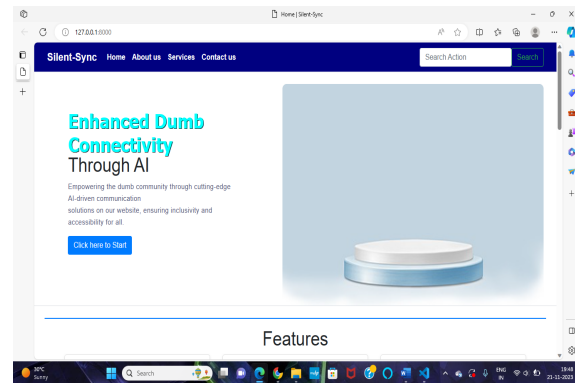 Home | Silent-Sync
127.0.0.1:8000
Silent-Sync Home About us Services Contact us Search Action Search
Enhanced Dumb
Connectivity
Through AI
Empowering the dumb community through cutting-edge
AI-driven communication
solutions on our website, ensuring inclusivity and
accessibility for all.
Click here to Start
Features
30°C
Sunny
Search
ENG
IN
19:48
21-11-2023